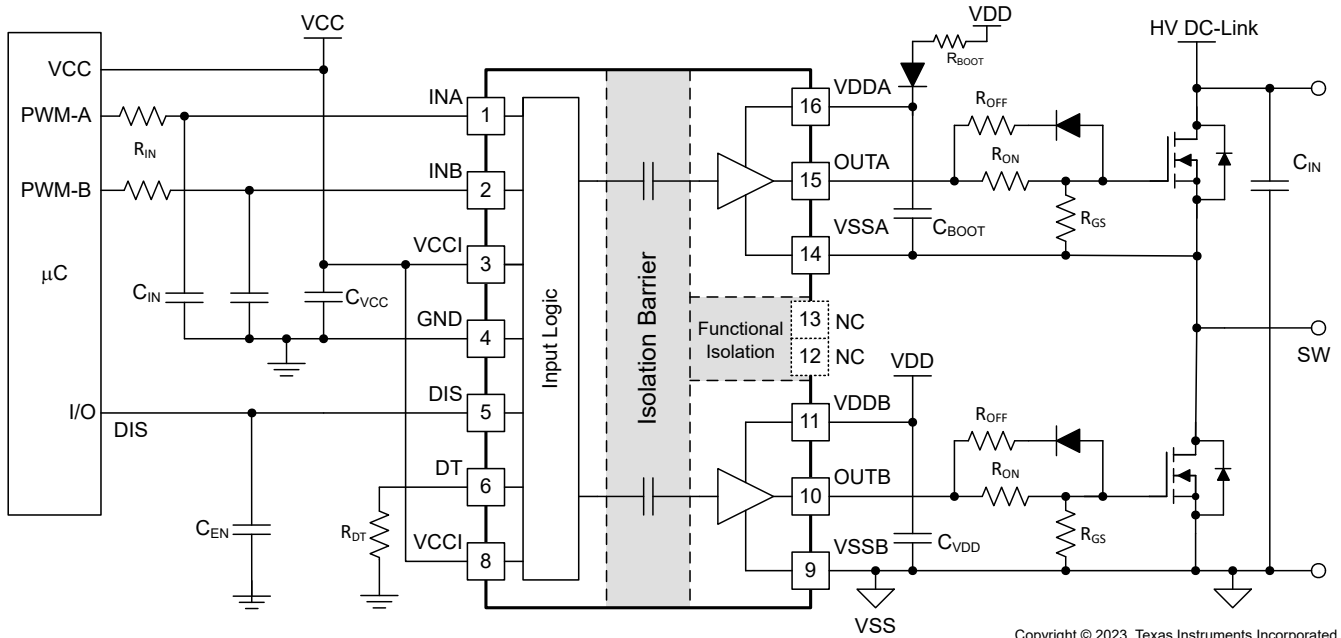 VCC
VDD
HV DC-Link
VCC
R_BOOT
PWM-A
R_IN
INA
1
VDDA
16
R_OFF
PWM-B
INB
2
OUTA
15
R_ON
C_IN
VSSA
14
C_BOOT
R_GS
μC
VCCI
3
C_IN
C_VCC
GND
4
Input Logic
Isolation Barrier
Functional
Isolation
13
NC
12
NC
SW
VDD
I/O
DIS
DIS
5
VDDB
11
R_OFF
DT
6
OUTB
10
R_ON
C_EN
R_DT
VCCI
8
VSSB
9
C_VDD
R_GS
VSS
Copyright © 2023, Texas Instruments Incorporated